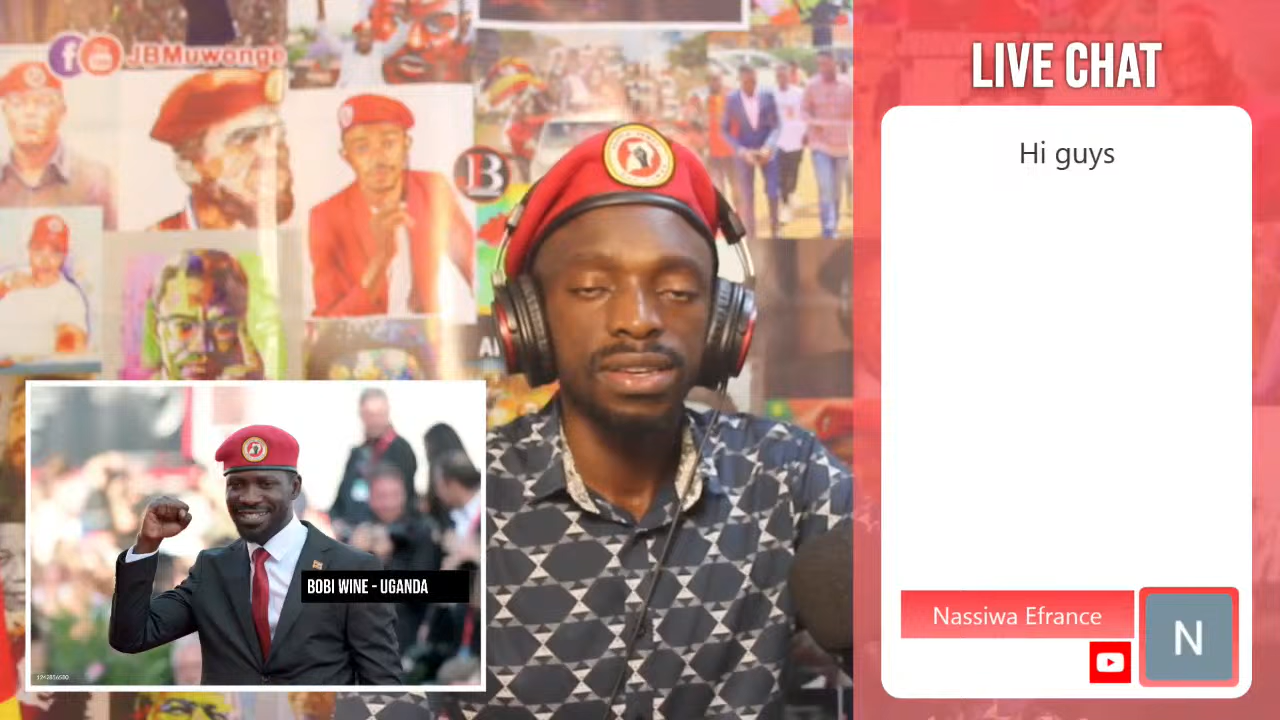 JBMuwonge
LIVE CHAT
Hi guys
B
BOBI WINE - UGANDA
Nassiwa Efrance
N